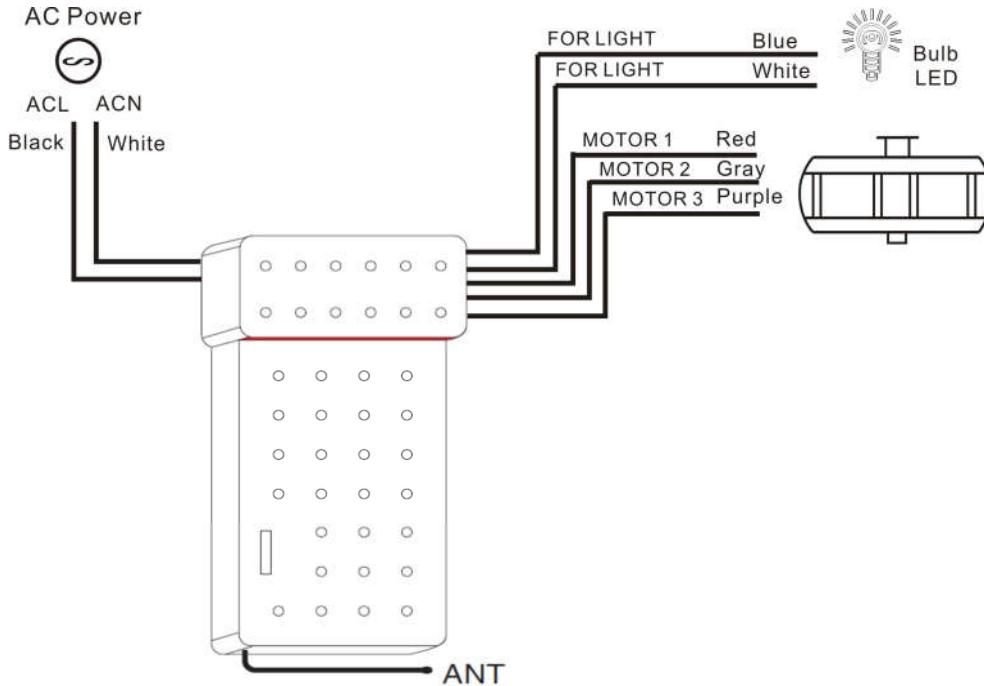 AC Power
ACL ACN
Black White
FOR LIGHT Blue
FOR LIGHT White
Bulb
LED
MOTOR 1 Red
MOTOR 2 Gray
MOTOR 3 Purple
ANT